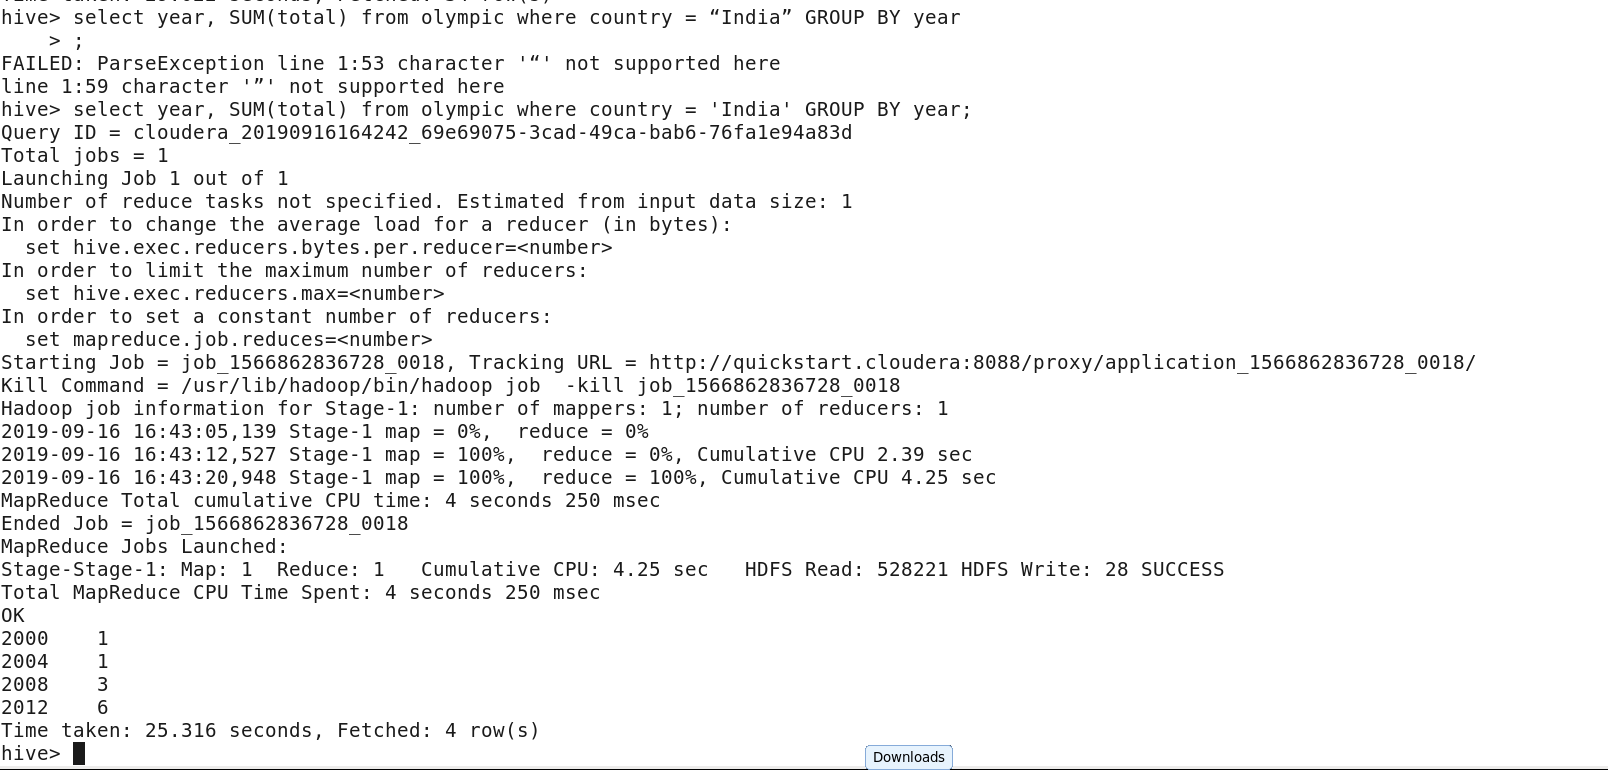 hive> select year, SUM(total) from olympic where country = “India” GROUP BY year
    > ;
FAILED: ParseException line 1:53 character '“' not supported here
line 1:59 character '”' not supported here
hive> select year, SUM(total) from olympic where country = 'India' GROUP BY year;
Query ID = cloudera_20190916164242_69e69075-3cad-49ca-bab6-76fa1e94a83d
Total jobs = 1
Launching Job 1 out of 1
Number of reduce tasks not specified. Estimated from input data size: 1
In order to change the average load for a reducer (in bytes):
  set hive.exec.reducers.bytes.per.reducer=<number>
In order to limit the maximum number of reducers:
  set hive.exec.reducers.max=<number>
In order to set a constant number of reducers:
  set mapreduce.job.reduces=<number>
Starting Job = job_1566862836728_0018, Tracking URL = http://quickstart.cloudera:8088/proxy/application_1566862836728_0018/
Kill Command = /usr/lib/hadoop/bin/hadoop job  -kill job_1566862836728_0018
Hadoop job information for Stage-1: number of mappers: 1; number of reducers: 1
2019-09-16 16:43:05,139 Stage-1 map = 0%,  reduce = 0%
2019-09-16 16:43:12,527 Stage-1 map = 100%,  reduce = 0%, Cumulative CPU 2.39 sec
2019-09-16 16:43:20,948 Stage-1 map = 100%,  reduce = 100%, Cumulative CPU 4.25 sec
MapReduce Total cumulative CPU time: 4 seconds 250 msec
Ended Job = job_1566862836728_0018
MapReduce Jobs Launched:
Stage-Stage-1: Map: 1  Reduce: 1   Cumulative CPU: 4.25 sec   HDFS Read: 528221 HDFS Write: 28 SUCCESS
Total MapReduce CPU Time Spent: 4 seconds 250 msec
OK
2000    1
2004    1
2008    3
2012    6
Time taken: 25.316 seconds, Fetched: 4 row(s)
hive>
Downloads